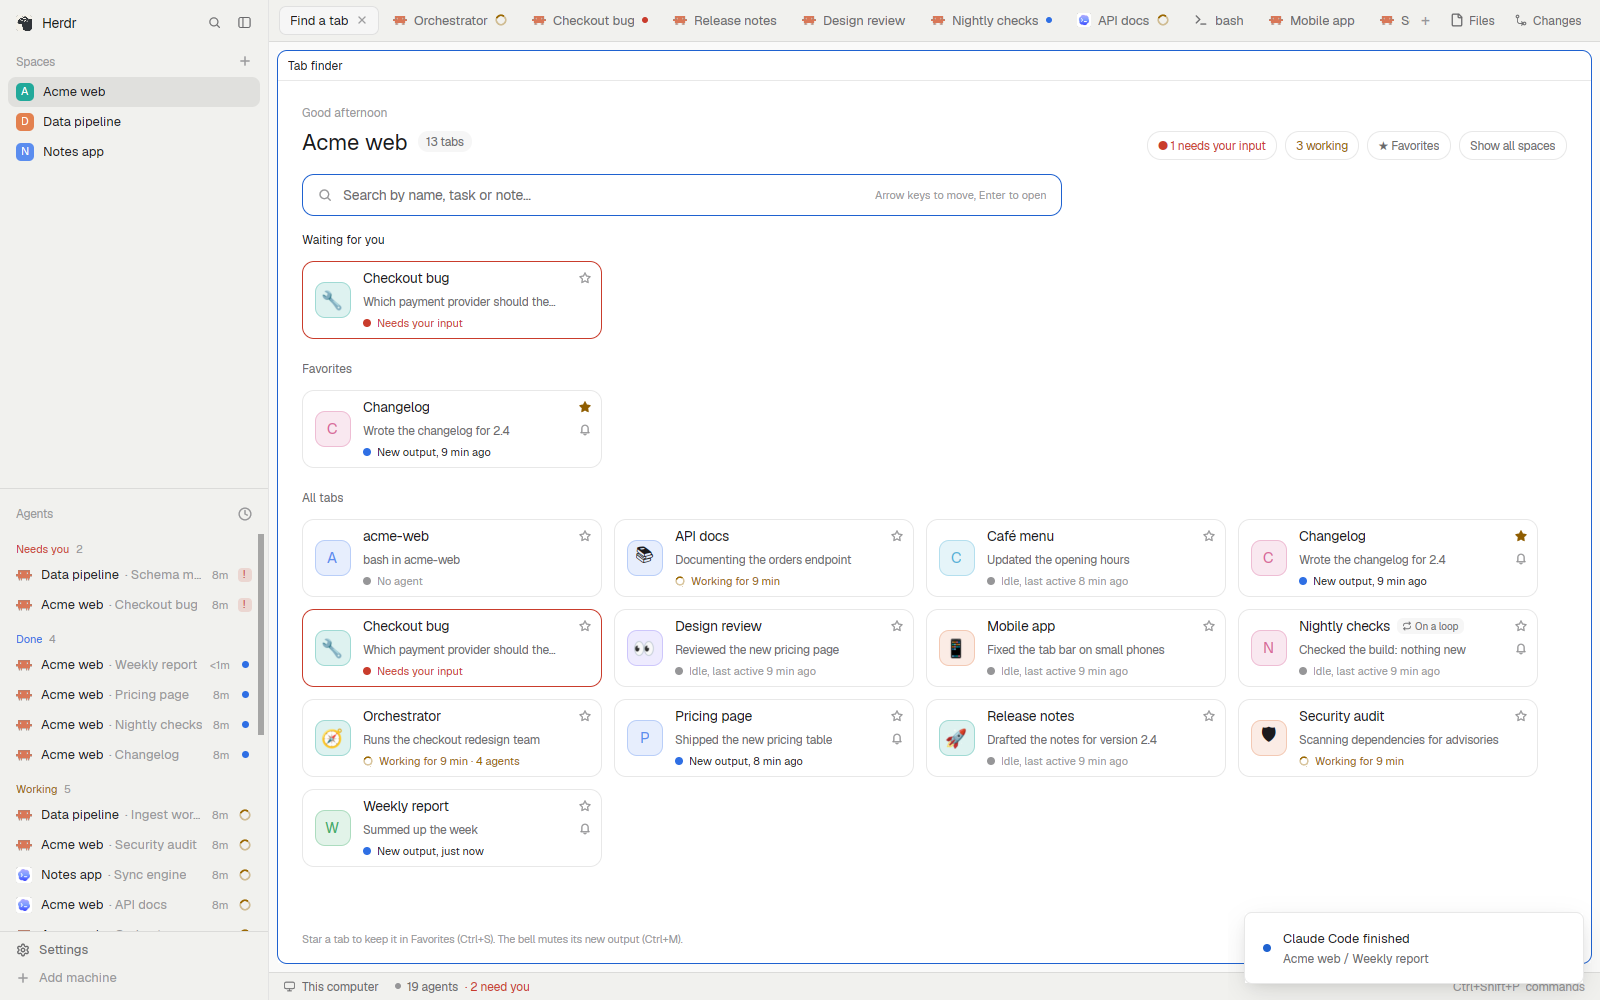 Herdr
Spaces
A Acme web
D Data pipeline
N Notes app
Agents
Needs you 2
Data pipeline · Schema m... 8m !
Acme web · Checkout bug 8m !
Done 4
Acme web · Weekly report <1m
Acme web · Pricing page 8m
Acme web · Nightly checks 8m
Acme web · Changelog 8m
Working 5
Data pipeline · Ingest wor... 8m
Acme web · Security audit 8m
Notes app · Sync engine 8m
Acme web · API docs 8m
Settings
Add machine
Find a tab Orchestrator Checkout bug Release notes Design review Nightly checks API docs bash Mobile app S Files Changes
Tab finder
Good afternoon
Acme web 13 tabs
1 needs your input 3 working ★ Favorites Show all spaces
Search by name, task or note... Arrow keys to move, Enter to open
Waiting for you
Checkout bug
Which payment provider should the...
Needs your input
Favorites
C Changelog
Wrote the changelog for 2.4
New output, 9 min ago
All tabs
A acme-web
bash in acme-web
No agent
API docs
Documenting the orders endpoint
Working for 9 min
C Café menu
Updated the opening hours
Idle, last active 8 min ago
C Changelog
Wrote the changelog for 2.4
New output, 9 min ago
Checkout bug
Which payment provider should the...
Needs your input
Design review
Reviewed the new pricing page
Idle, last active 9 min ago
Mobile app
Fixed the tab bar on small phones
Idle, last active 9 min ago
N Nightly checks On a loop
Checked the build: nothing new
Idle, last active 9 min ago
Orchestrator
Runs the checkout redesign team
Working for 9 min · 4 agents
P Pricing page
Shipped the new pricing table
New output, 8 min ago
Release notes
Drafted the notes for version 2.4
Idle, last active 9 min ago
Security audit
Scanning dependencies for advisories
Working for 9 min
W Weekly report
Summed up the week
New output, just now
Star a tab to keep it in Favorites (Ctrl+S). The bell mutes its new output (Ctrl+M).
Claude Code finished
Acme web / Weekly report
This computer 19 agents · 2 need you
Ctrl+Shift+P commands